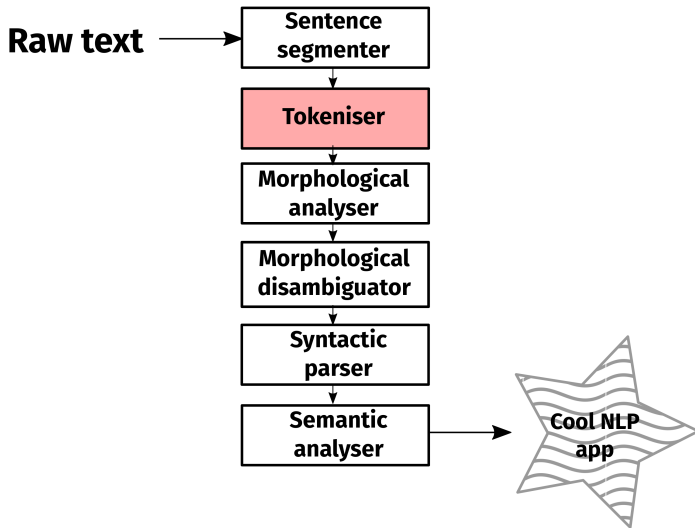 Raw text
Sentence
segmenter
Tokeniser
Morphological
analyser
Morphological
disambiguator
Syntactic
parser
Semantic
analyser
Cool NLP
app